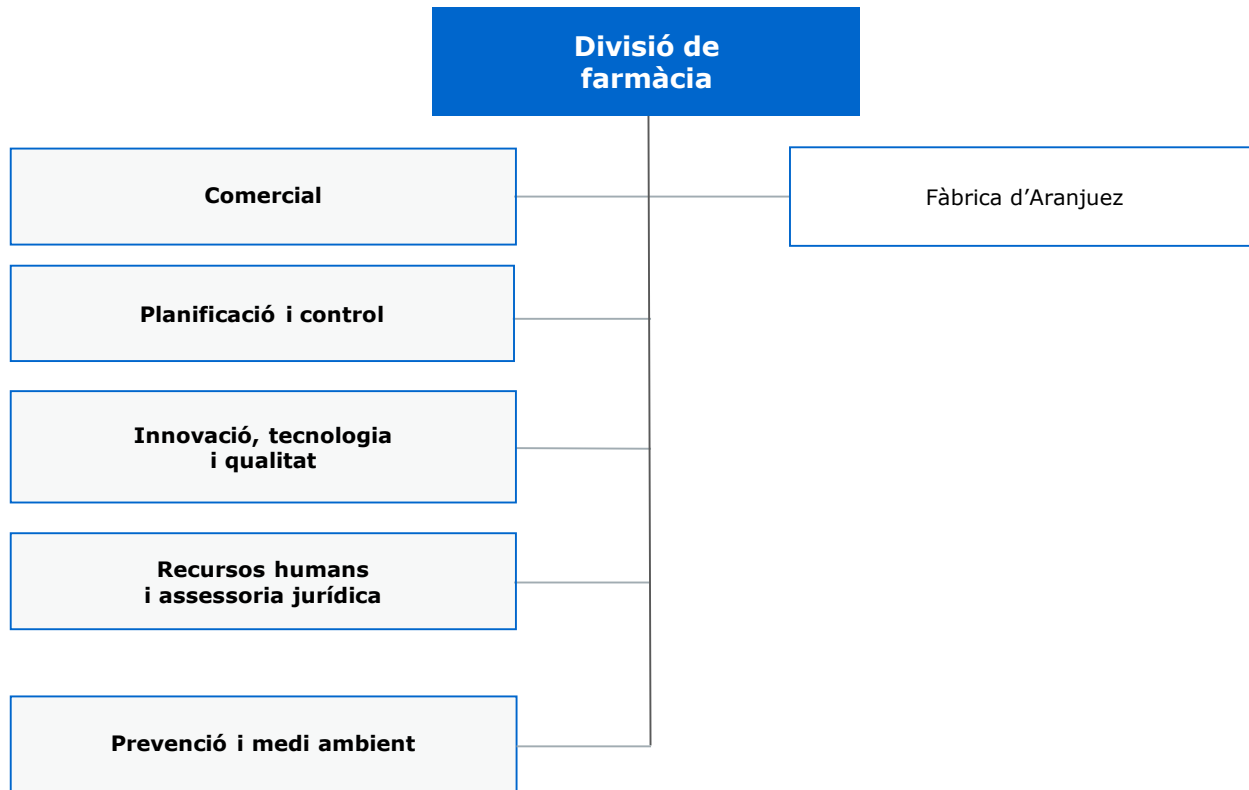 Divisió de
farmàcia
Comercial
Fàbrica d’Aranjuez
Planificació i control
Innovació, tecnologia
i qualitat
Recursos humans
i assessoria jurídica
Prevenció i medi ambient